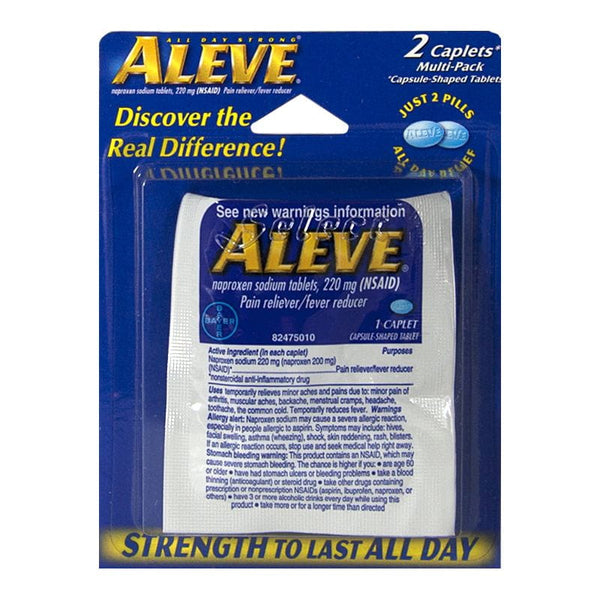 ALL DAY STRONG
ALEVE®
naproxen sodium tablets, 220 mg (NSAID) Pain reliever/fever reducer
2 Caplets*
Multi-Pack
*Capsule-Shaped Tablets
Discover the
Real Difference!
JUST 2 PILLS
ALEVE
EVE
ALL DAY RELIEF
See new warnings information
Select
ALEVE®
naproxen sodium tablets, 220 mg (NSAID)
Pain reliever/fever reducer
BAYER
BAYER
1 CAPLET
CAPSULE-SHAPED TABLET
82475010
Active ingredient (in each caplet) Purposes
Naproxen sodium 220 mg (naproxen 200 mg)
(NSAID)* Pain reliever/fever reducer
*nonsteroidal anti-inflammatory drug
Uses temporarily relieves minor aches and pains due to: minor pain of
arthritis, muscular aches, backache, menstrual cramps, headache,
toothache, the common cold. Temporarily reduces fever. Warnings
Allergy alert: Naproxen sodium may cause a severe allergic reaction,
especially in people allergic to aspirin. Symptoms may include: hives,
facial swelling, asthma (wheezing), shock, skin reddening, rash, blisters.
If an allergic reaction occurs, stop use and seek medical help right away.
Stomach bleeding warning: This product contains an NSAID, which may
cause severe stomach bleeding. The chance is higher if you: • are age 60
or older • have had stomach ulcers or bleeding problems • take a blood
thinning (anticoagulant) or steroid drug • take other drugs containing
prescription or nonprescription NSAIDs (aspirin, ibuprofen, naproxen, or
others) • have 3 or more alcoholic drinks every day while using this
product • take more or for a longer time than directed
STRENGTH TO LAST ALL DAY